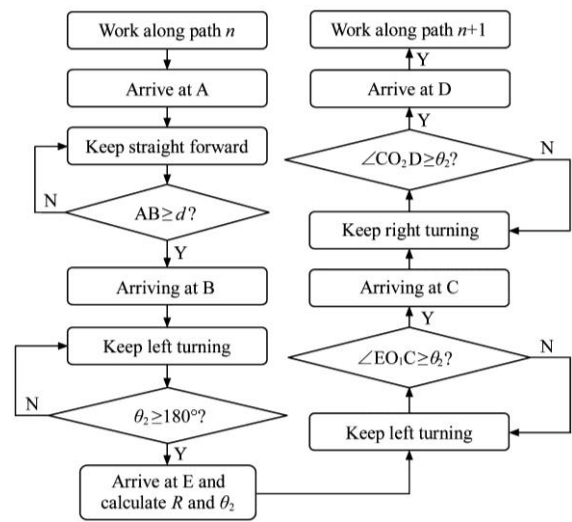 Work along path n
Arrive at A
Keep straight forward
N
AB≥d?
Y
Arriving at B
Keep left turning
N
θ₂≥180°?
Y
Arrive at E and
calculate R and θ₂
Work along path n+1
Y
Arrive at D
Y
∠CO₂D≥θ₂?
N
Keep right turning
Arriving at C
Y
∠EO₁C≥θ₂?
N
Keep left turning